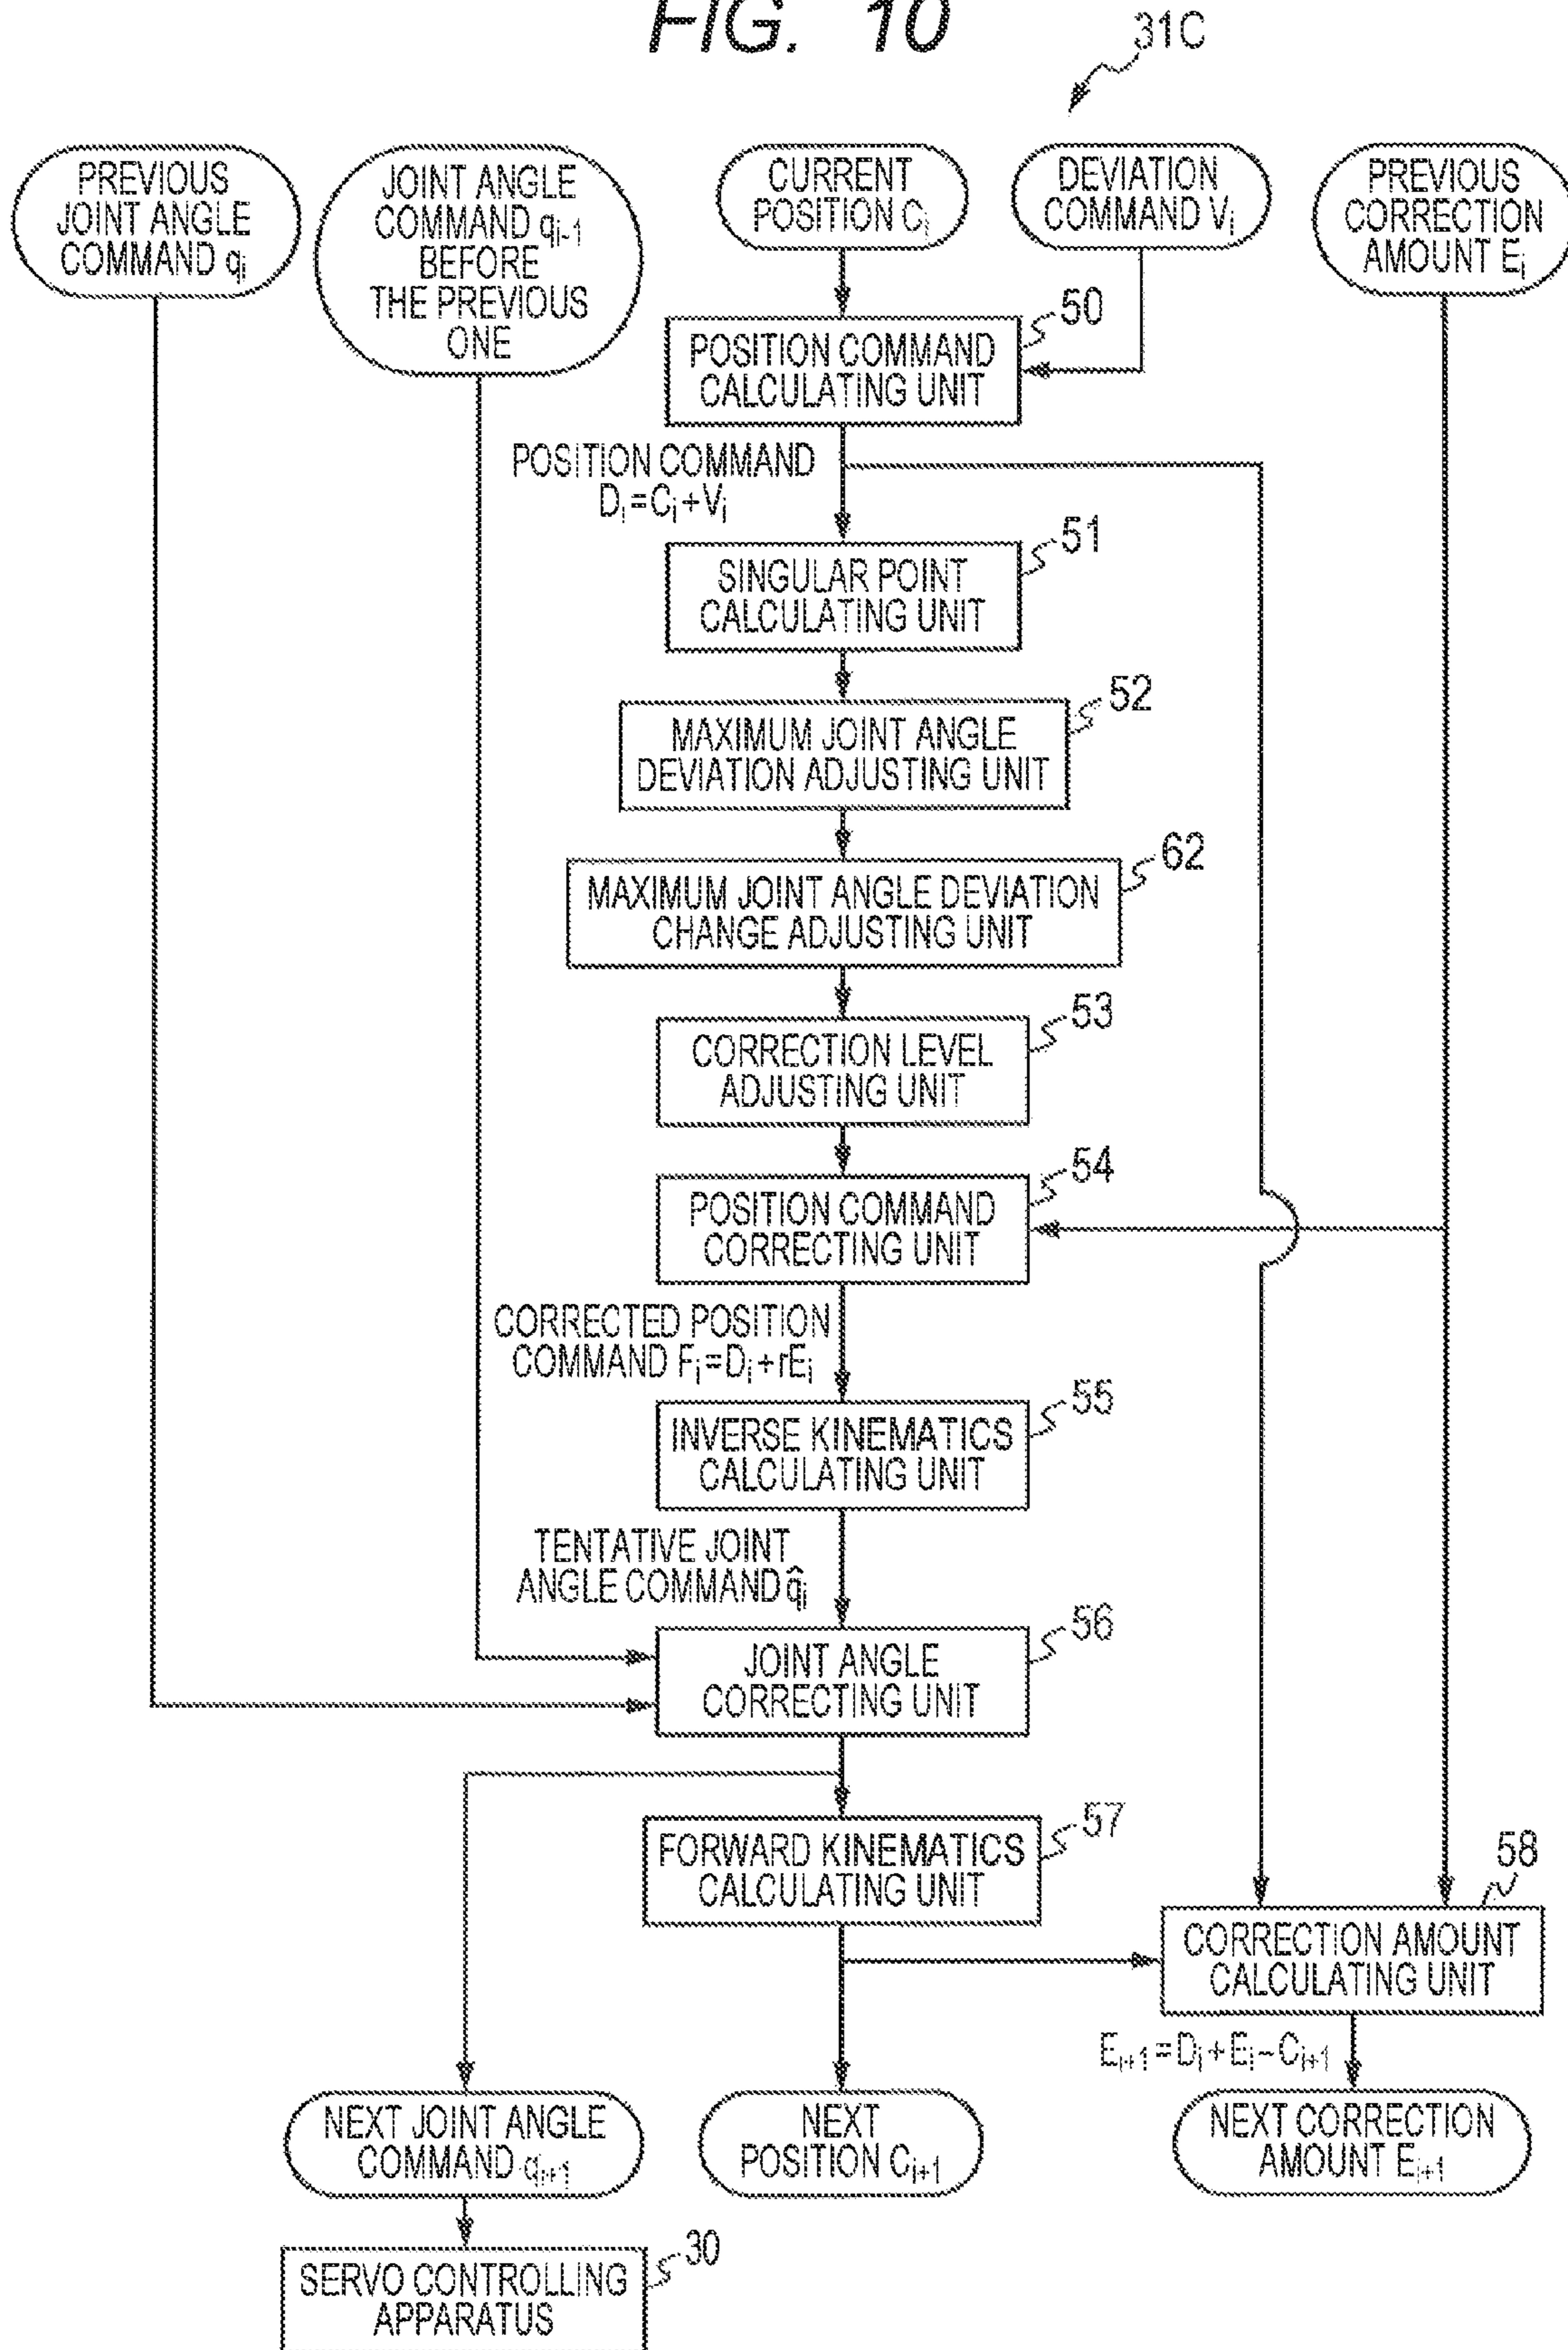 FIG. 10
31C
PREVIOUS
JOINT ANGLE
COMMAND qi
JOINT ANGLE
COMMAND qi-1
BEFORE
THE PREVIOUS
ONE
CURRENT
POSITION Ci
DEVIATION
COMMAND Vi
PREVIOUS
CORRECTION
AMOUNT Ei
50
POSITION COMMAND
CALCULATING UNIT
POSITION COMMAND
Di=Ci+Vi
51
SINGULAR POINT
CALCULATING UNIT
52
MAXIMUM JOINT ANGLE
DEVIATION ADJUSTING UNIT
62
MAXIMUM JOINT ANGLE DEVIATION
CHANGE ADJUSTING UNIT
53
CORRECTION LEVEL
ADJUSTING UNIT
54
POSITION COMMAND
CORRECTING UNIT
CORRECTED POSITION
COMMAND Fi=Di+rEi
55
INVERSE KINEMATICS
CALCULATING UNIT
TENTATIVE JOINT
ANGLE COMMAND q̂i
56
JOINT ANGLE
CORRECTING UNIT
57
FORWARD KINEMATICS
CALCULATING UNIT
58
CORRECTION AMOUNT
CALCULATING UNIT
Ei+1=Di+Ei-Ci+1
NEXT JOINT ANGLE
COMMAND qi+1
NEXT
POSITION Ci+1
NEXT CORRECTION
AMOUNT Ei+1
30
SERVO CONTROLLING
APPARATUS